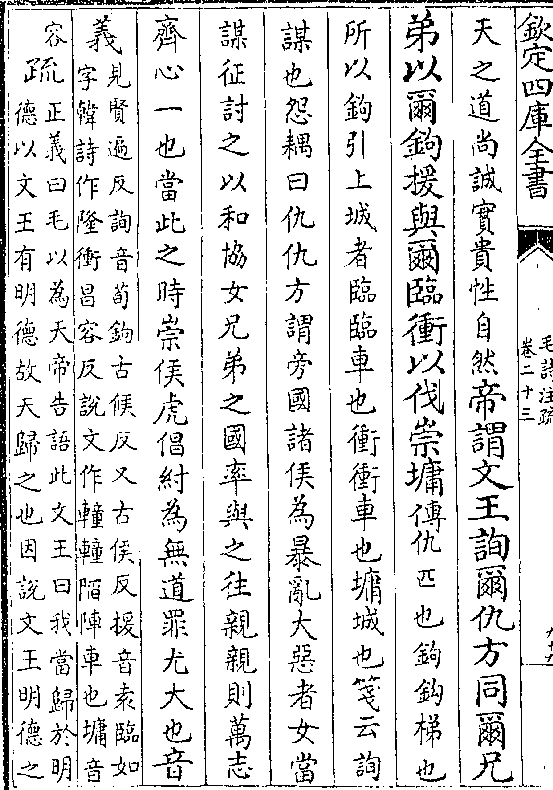 欽定四庫全書
毛詩注疏
卷二十三
天之道尚誠實貴性自然帝謂文王詢爾仇方同爾兄
弟以爾鉤援與爾臨衝以伐崇墉傳仇匹也鉤鉤梯也
所以鉤引上城者臨臨車也衝衝車也墉城也箋云詢
謀也怨耦曰仇仇方謂旁國諸侯為暴亂大惡者女當
謀征討之以和協女兄弟之國率與之往親親則萬志
齊心一也當此之時崇侯虎倡紂為無道罪尤大也音
義見賢遍反詢音荀鉤古侯反又古侯反援音袁臨如
字韓詩作隆衝昌容反說文作轒轒陷陣車也墉音
容疏正義曰毛以為天帝告語此文王曰我當歸於明
德以文王有明德故天歸之也因說文王明德之